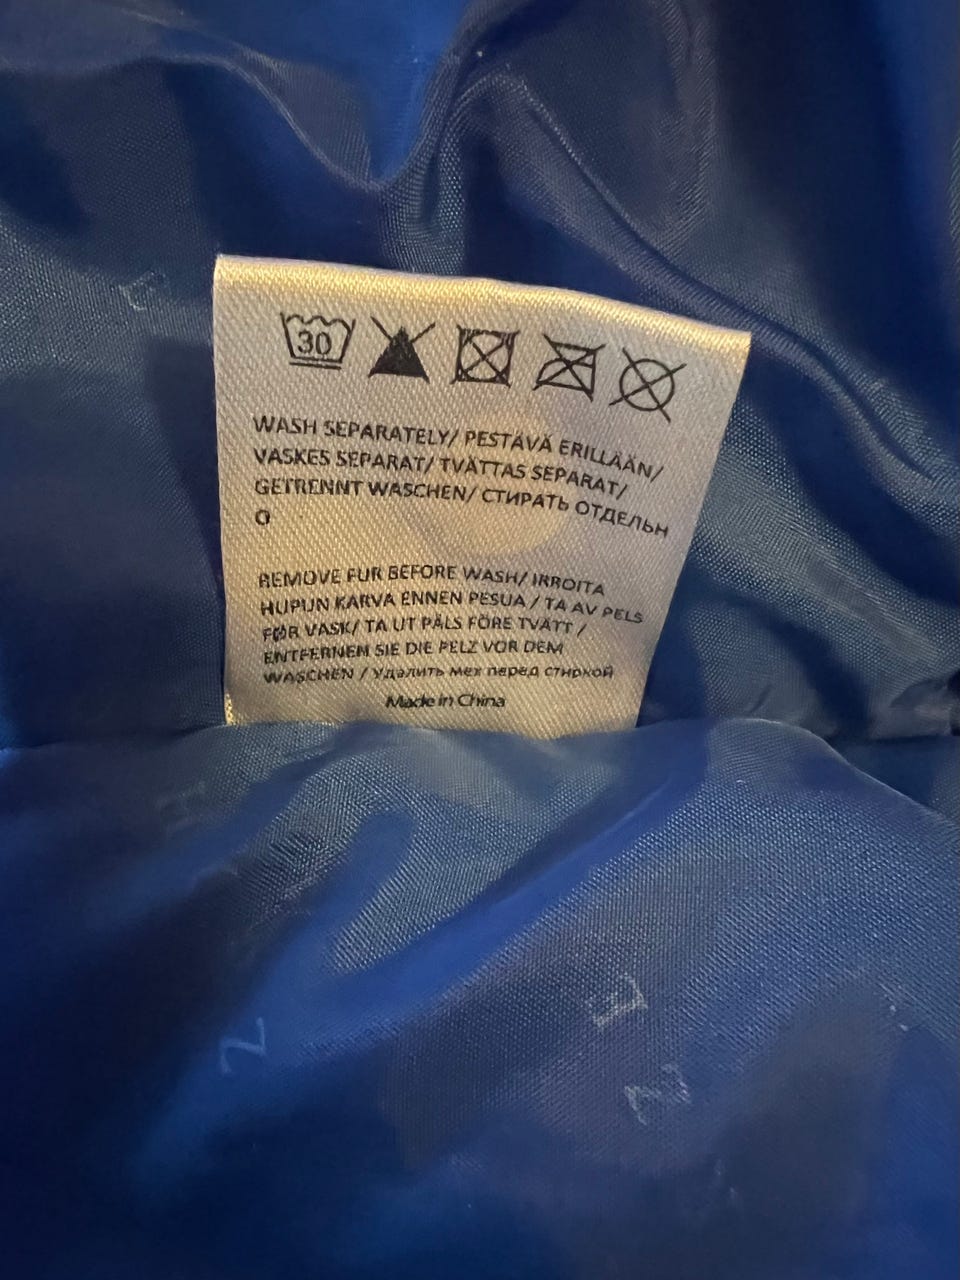 30
WASH SEPARATELY/ PESTÄVÄ ERILLÄÄN/
VASKES SEPARAT/ TVÄTTAS SEPARAT/
GETRENNT WASCHEN/ СТИРАТЬ ОТДЕЛЬН
О
REMOVE FUR BEFORE WASH/ IRROITA
HUPUN KARVA ENNEN PESUA / TA AV PELS
FØR VASK/ TA UT PÄLS FÖRE TVÄTT /
ENTFERNEN SIE DIE PELZ VOR DEM
WASCHEN / Удалить мех перед стиркой
Made in China